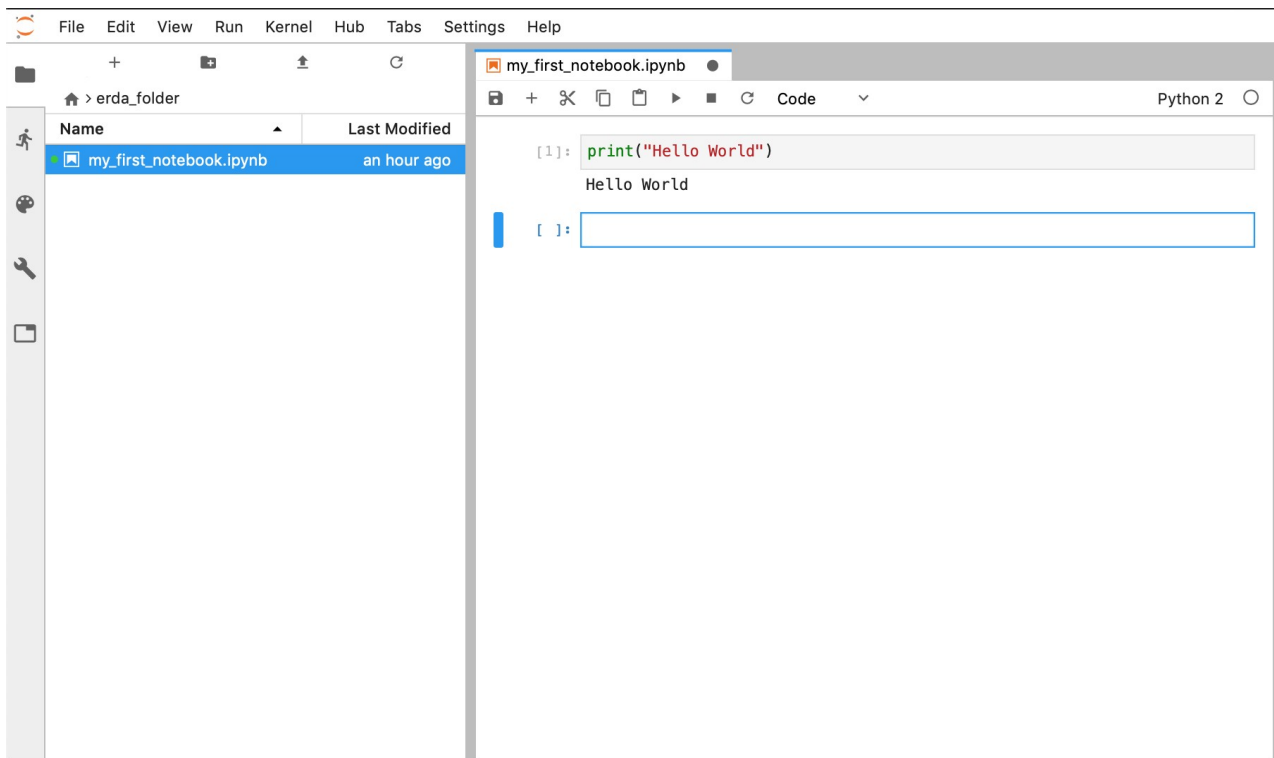 File Edit View Run Kernel Hub Tabs Settings Help
my_first_notebook.ipynb
> erda_folder
Code
Python 2
Name Last Modified
my_first_notebook.ipynb an hour ago
[1]: print("Hello World")
Hello World
[ ]: